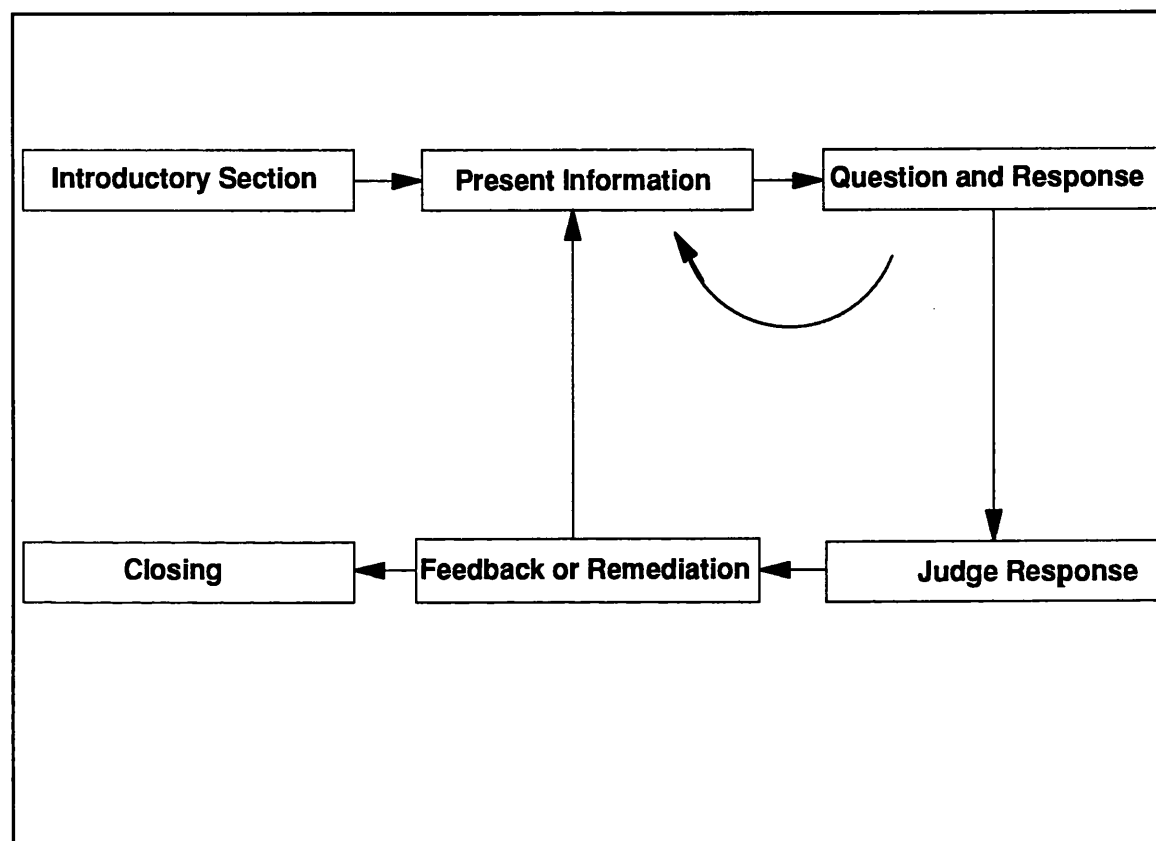 Introductory Section
Present Information
Question and Response
Closing
Feedback or Remediation
Judge Response